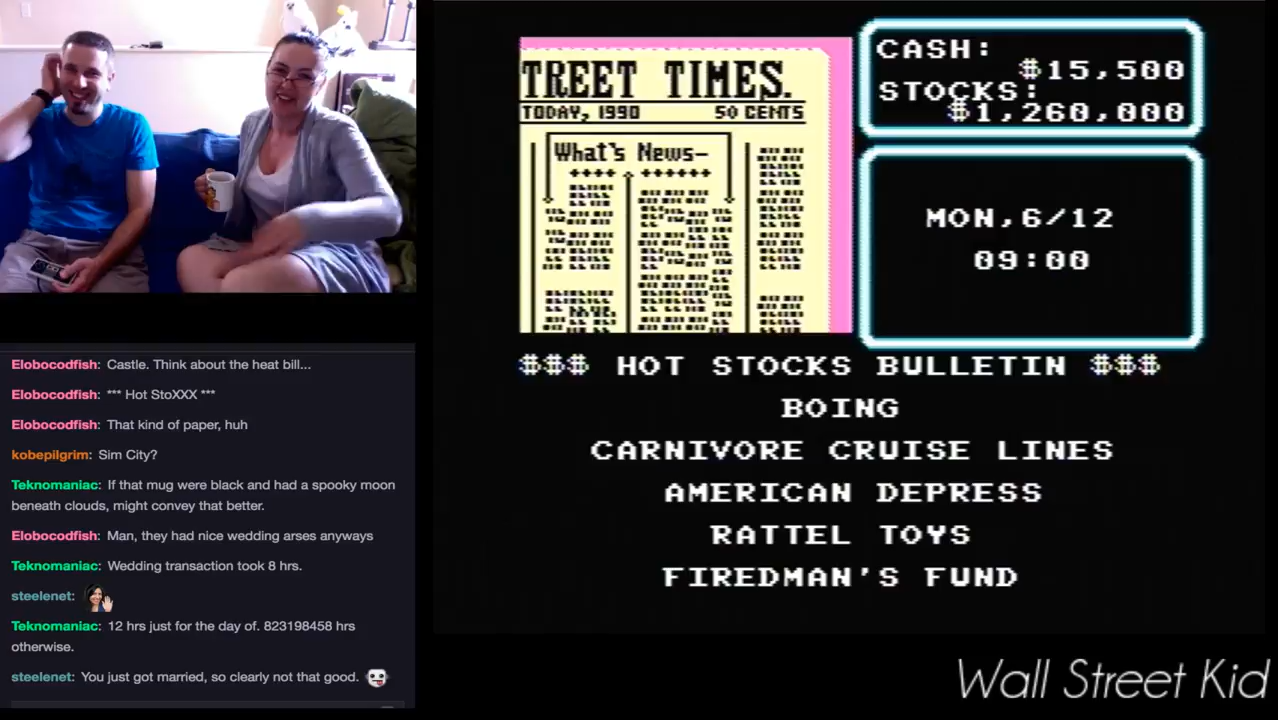 Elobocodfish: Castle. Think about the heat bill...
Elobocodfish: *** Hot StoXXX ***
Elobocodfish: That kind of paper, huh
kobepilgrim: Sim City?
Teknomaniac: If that mug were black and had a spooky moon
beneath clouds, might convey that better.
Elobocodfish: Man, they had nice wedding arses anyways
Teknomaniac: Wedding transaction took 8 hrs.
steelenet:
Teknomaniac: 12 hrs just for the day of. 823198458 hrs
otherwise.
steelenet: You just got married, so clearly not that good.
TREET TIMES.
TODAY, 1990 50 CENTS
What's News—
CASH:
$15,500
STOCKS:
$1,260,000
MON,6/12
09:00
$$$ HOT STOCKS BULLETIN $$$
BOING
CARNIVORE CRUISE LINES
AMERICAN DEPRESS
RATTEL TOYS
FIREDMAN'S FUND
Wall Street Kid